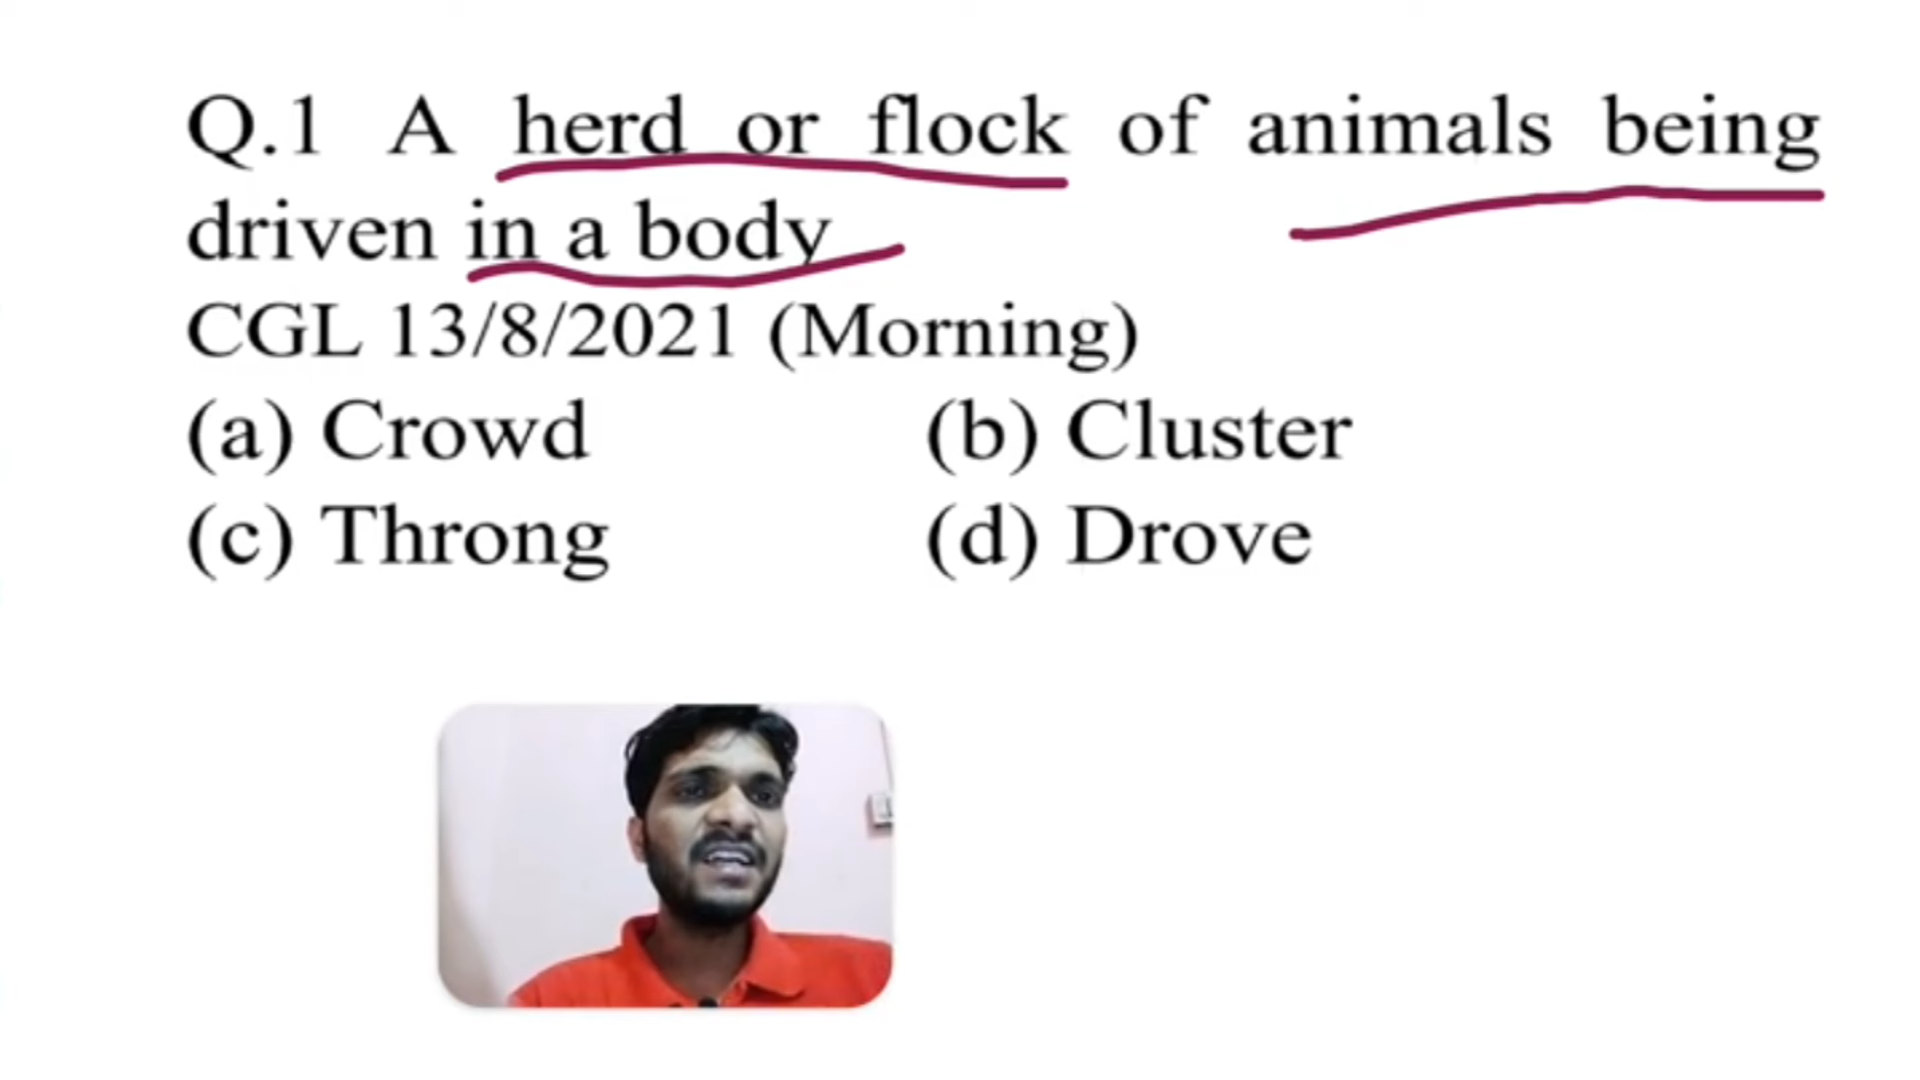 Q.1 A herd or flock of animals being
driven in a body
CGL 13/8/2021 (Morning)
(a) Crowd (b) Cluster
(c) Throng (d) Drove